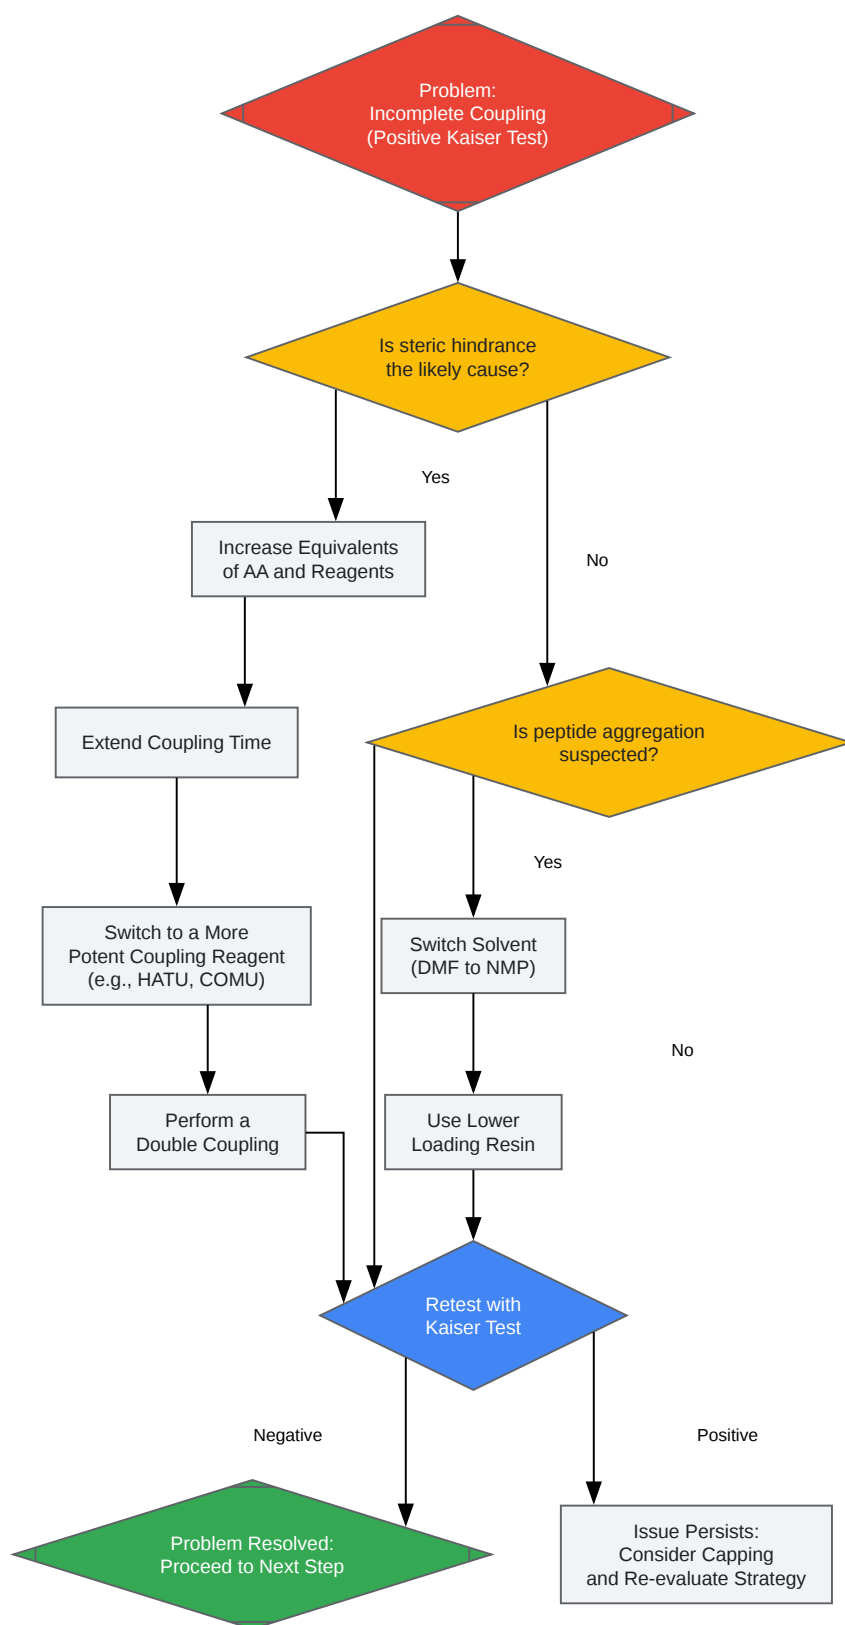 Problem:
Incomplete Coupling
(Positive Kaiser Test)
Is steric hindrance
the likely cause?
Yes
Increase Equivalents
of AA and Reagents
No
Extend Coupling Time
Is peptide aggregation
suspected?
Yes
Switch to a More
Potent Coupling Reagent
(e.g., HATU, COMU)
Switch Solvent
(DMF to NMP)
No
Perform a
Double Coupling
Use Lower
Loading Resin
Retest with
Kaiser Test
Negative
Positive
Problem Resolved:
Proceed to Next Step
Issue Persists:
Consider Capping
and Re-evaluate Strategy